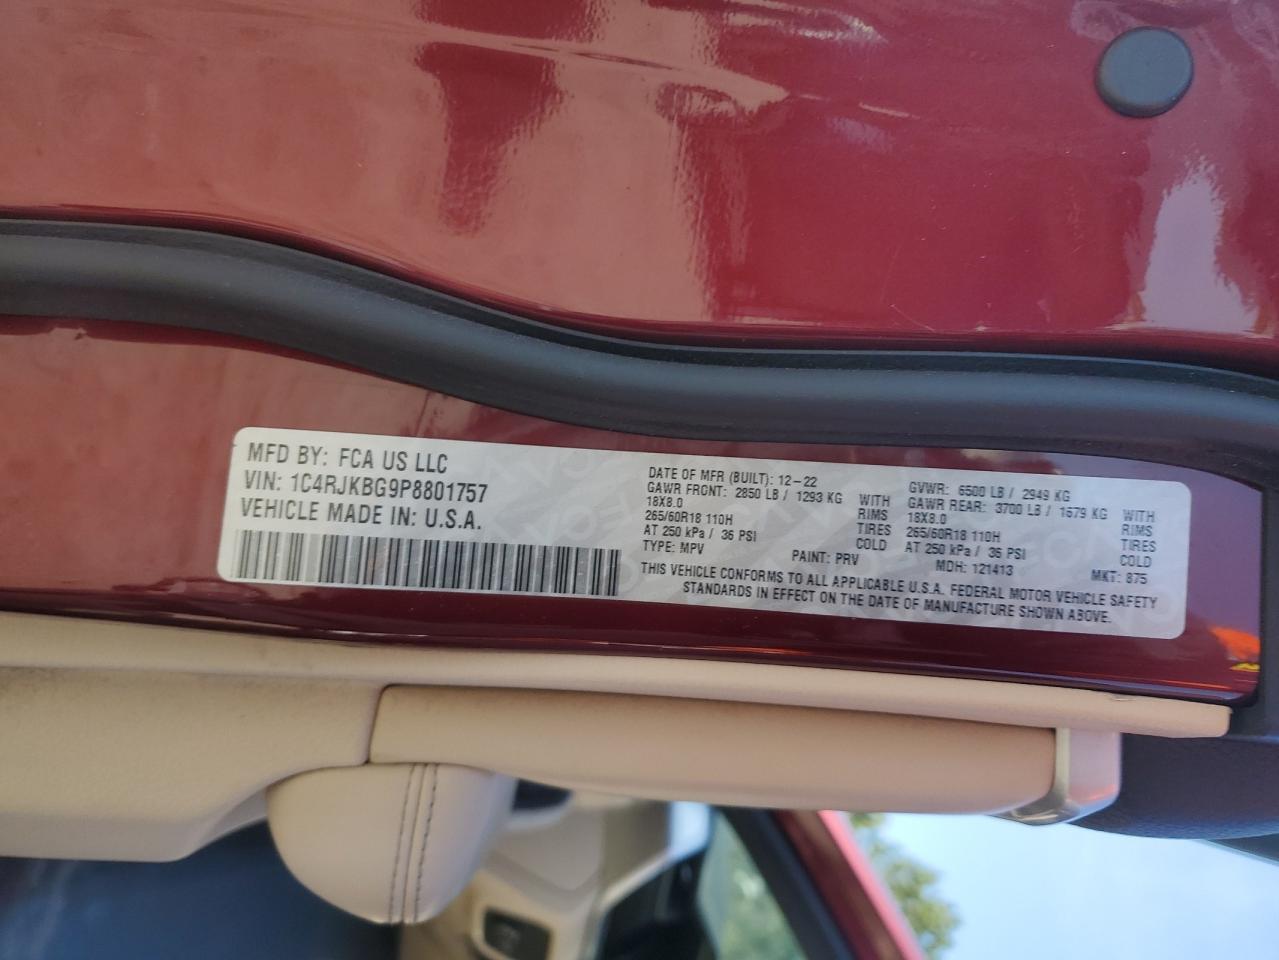 MFD BY: FCA US LLC
VIN: 1C4RJKBG9P8801757
VEHICLE MADE IN: U.S.A.
DATE OF MFR (BUILT): 12-22
GAWR FRONT: 2850 LB / 1293 KG WITH
18X8.0 RIMS
265/60R18 110H TIRES
AT 250 kPa / 36 PSI COLD
TYPE: MPV PAINT: PRV
GVWR: 6500 LB / 2949 KG
GAWR REAR: 3700 LB / 1679 KG WITH
18X8.0 RIMS
265/60R18 110H TIRES
AT 250 kPa / 36 PSI COLD
MDH: 121413 MKT: 875
THIS VEHICLE CONFORMS TO ALL APPLICABLE U.S.A. FEDERAL MOTOR VEHICLE SAFETY
STANDARDS IN EFFECT ON THE DATE OF MANUFACTURE SHOWN ABOVE.